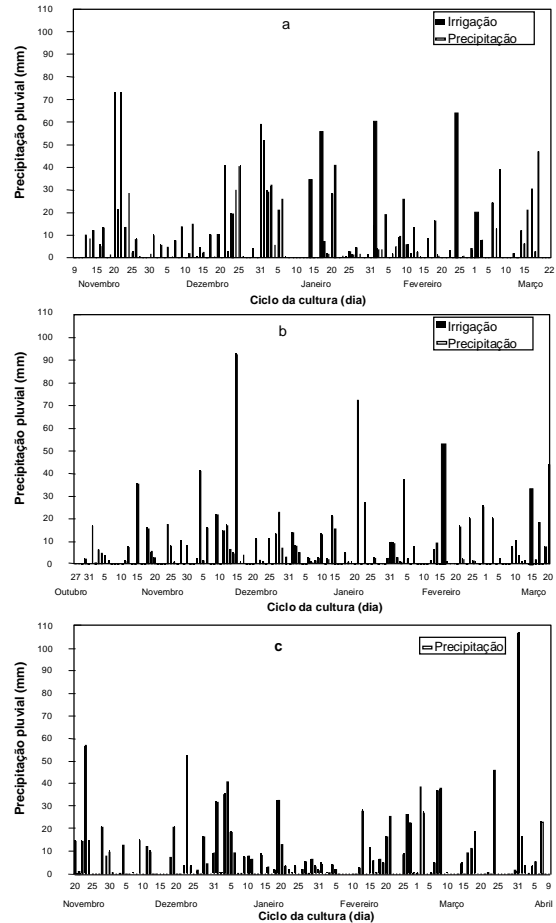 a
110
100
90
80
70
60
50
40
30
20
10
0
Precipitação pluvial (mm)
Irrigação
Precipitação
9 15 20 25 30 5 10 15 20 25 31 5 10 15 20 25 31 5 10 15 20 25 1 5 10 15 22
Novembro Dezembro Janeiro Fevereiro Março
Ciclo da cultura (dia)
b
110
100
90
80
70
60
50
40
30
20
10
0
Precipitação pluvial (mm)
Irrigação
Precipitação
27 31 5 10 15 20 25 30 5 10 15 20 25 31 5 10 15 20 25 31 5 10 15 20 25 1 5 10 15 20
Outubro Novembro Dezembro Janeiro Fevereiro Março
Ciclo da cultura (dia)
c
110
100
90
80
70
60
50
40
30
20
10
0
Precipitação pluvial (mm)
Precipitação
20 25 30 5 10 15 20 25 31 5 10 15 20 25 31 5 10 15 20 25 1 5 10 15 20 25 31 5 9
Novembro Dezembro Janeiro Fevereiro Março Abril
Ciclo da cultura (dia)